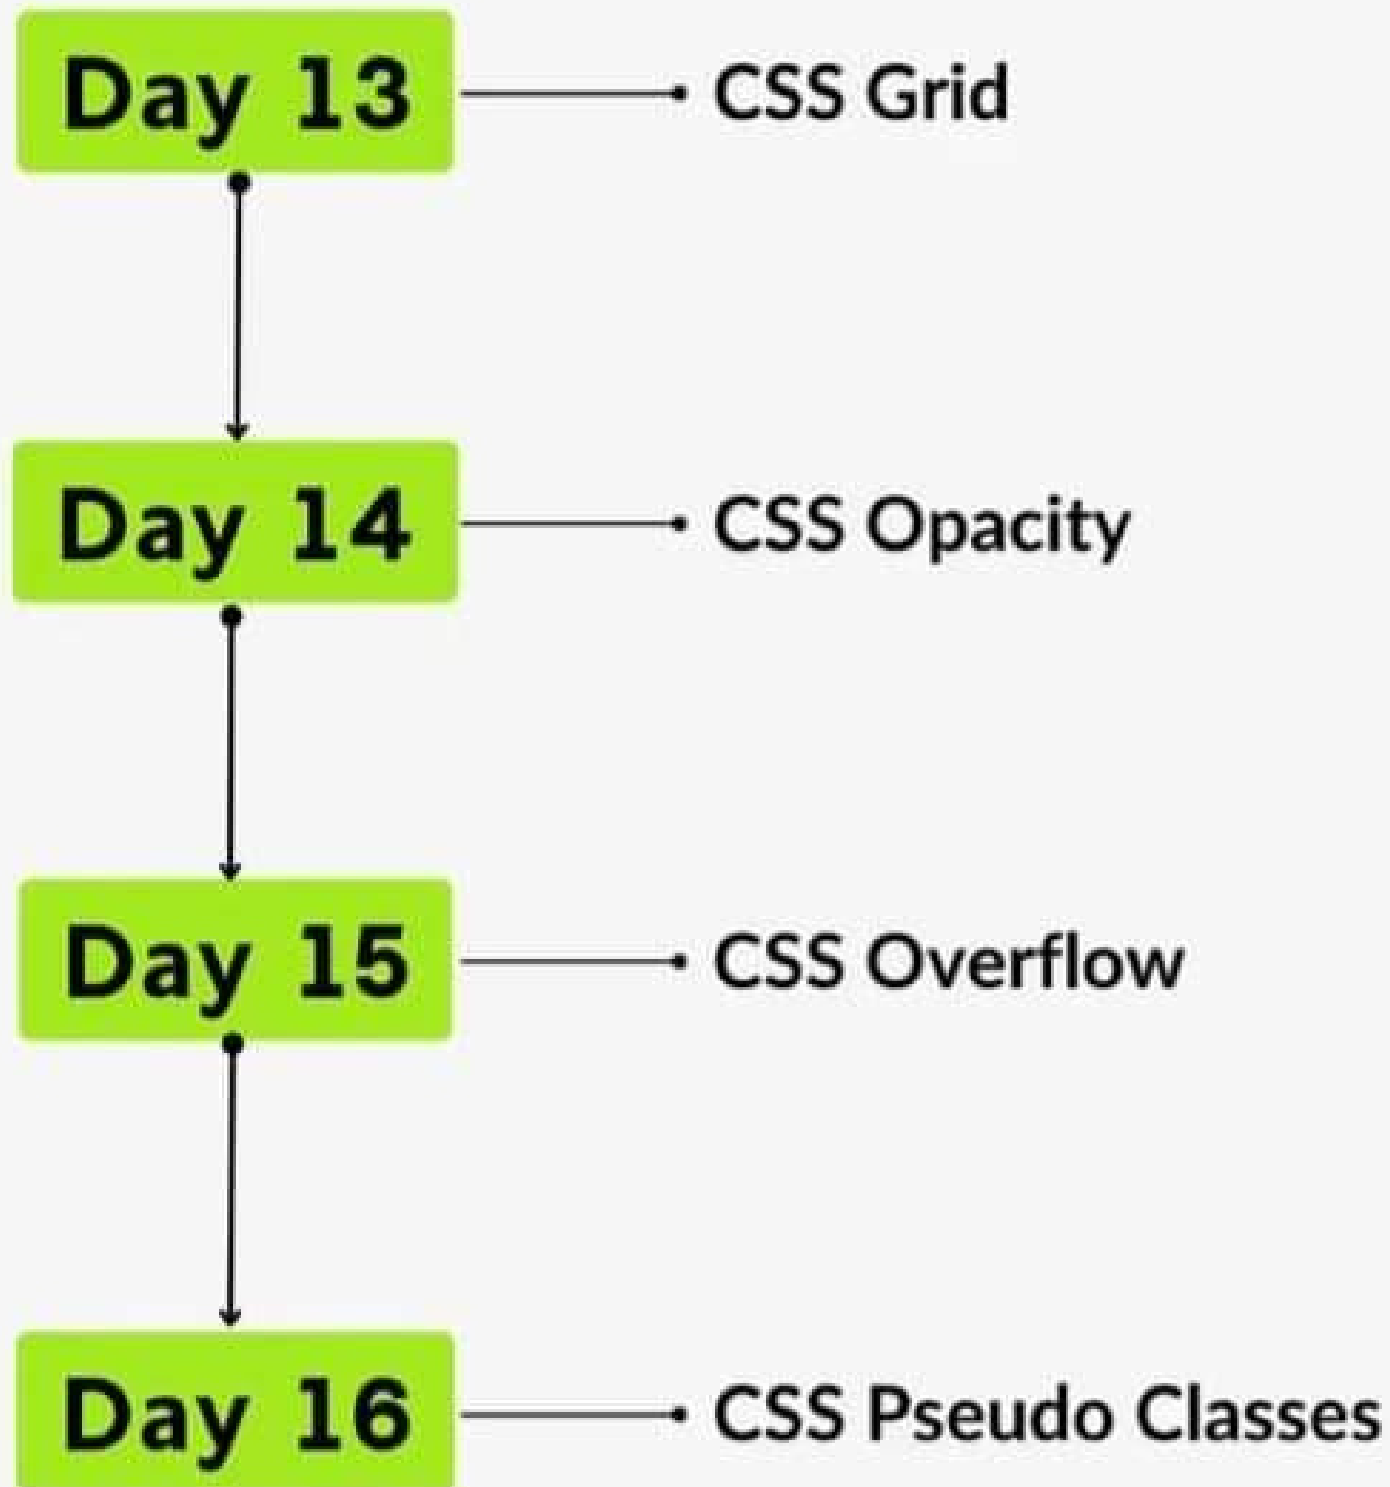 Day 13
CSS Grid
Day 14
CSS Opacity
Day 15
CSS Overflow
Day 16
CSS Pseudo Classes